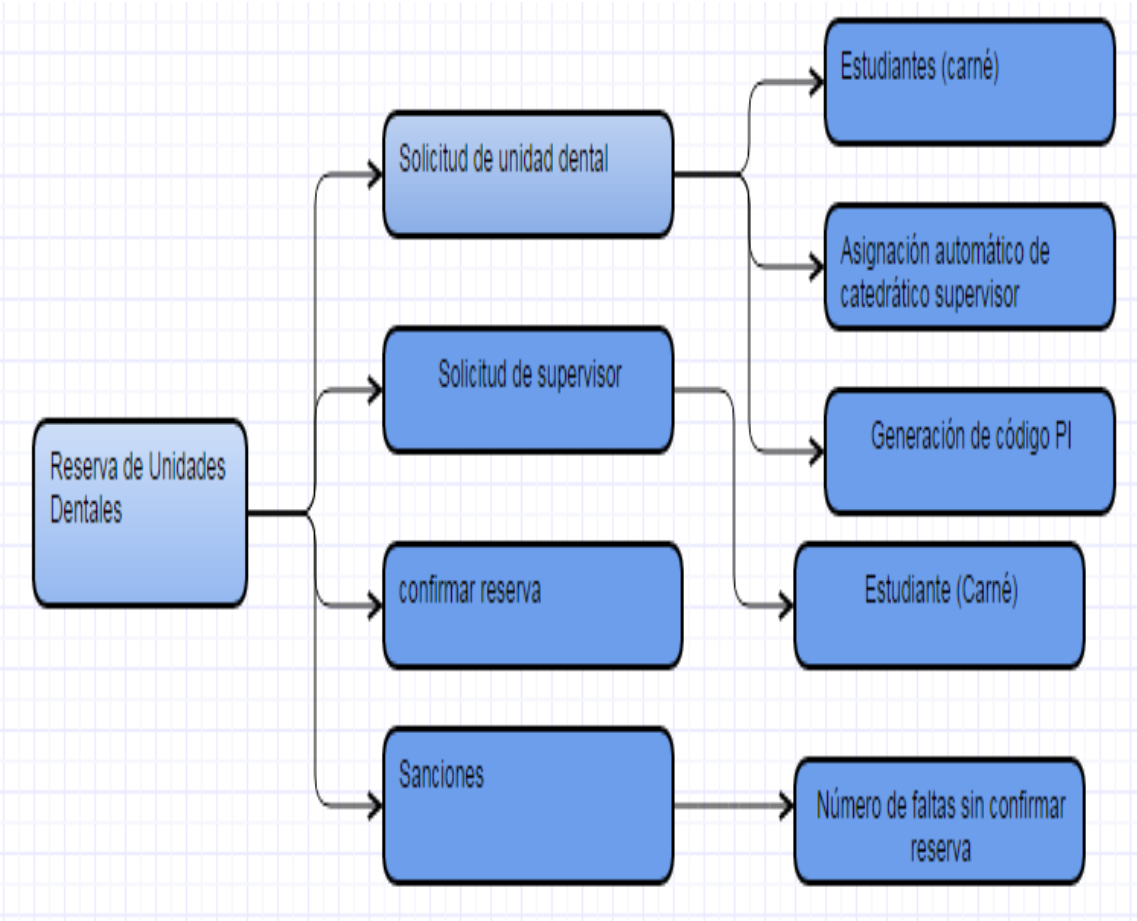 Reserva de Unidades
Dentales
Solicitud de unidad dental
Solicitud de supervisor
confirmar reserva
Sanciones
Estudiantes (carné)
Asignación automático de
catedrático supervisor
Generación de código PI
Estudiante (Carné)
Número de faltas sin confirmar
reserva